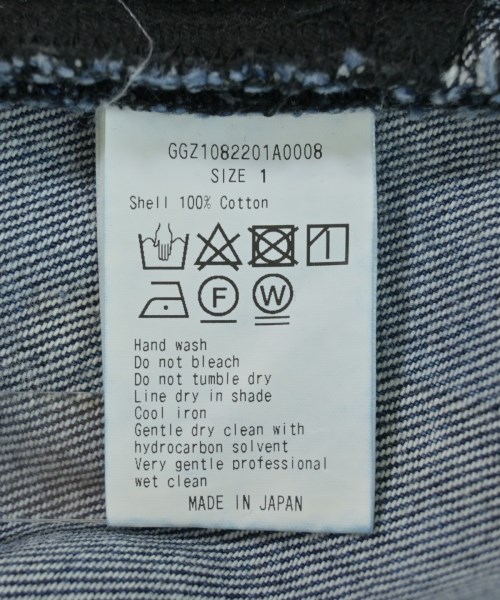 GGZ1082201A0008
SIZE 1
Shell 100% Cotton
F W
Hand wash
Do not bleach
Do not tumble dry
Line dry in shade
Cool iron
Gentle dry clean with
hydrocarbon solvent
Very gentle professional
wet clean
MADE IN JAPAN